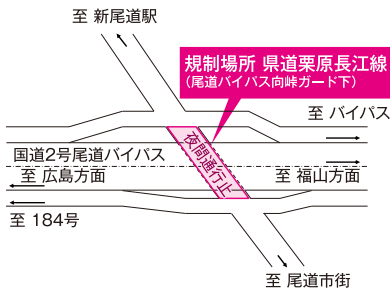 至 新尾道駅
規制場所 県道栗原長江線
（尾道バイパス向峠ガード下）
至 バイパス
夜間通行止
国道2号尾道バイパス
至 広島方面
至 福山方面
至 184号
至 尾道市街